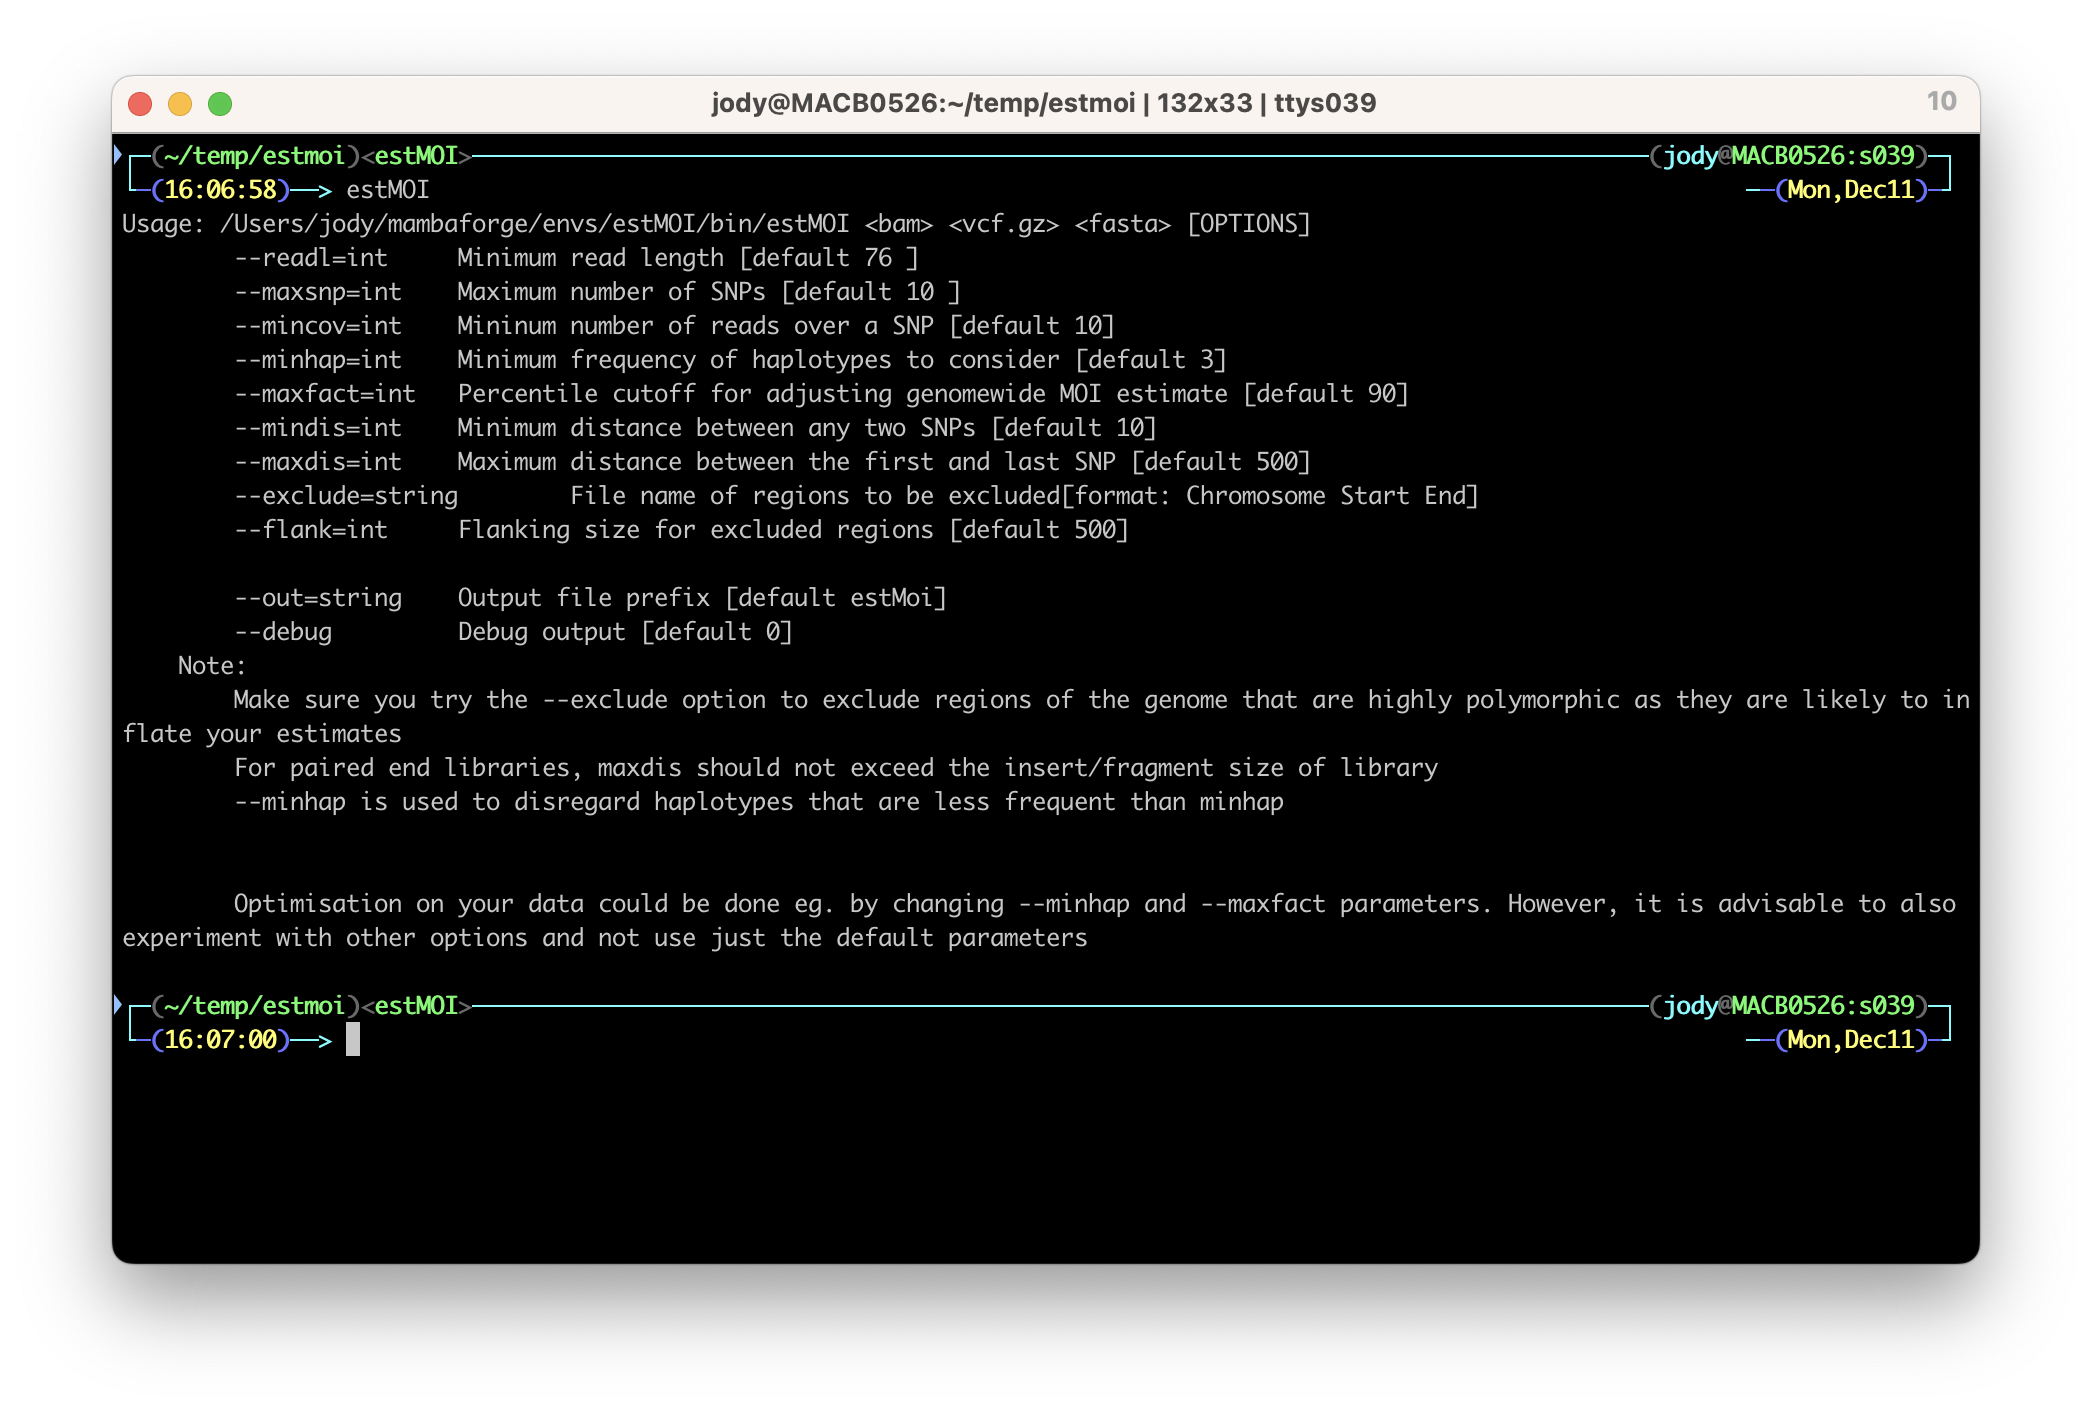 jody@MACB0526:~/temp/estmoi | 132x33 | ttys039 10
(~/temp/estmoi)<estMOI> (jody@MACB0526:s039)
(16:06:58)—> estMOI (Mon,Dec11)
Usage: /Users/jody/mambaforge/envs/estMOI/bin/estMOI <bam> <vcf.gz> <fasta> [OPTIONS]
--readl=int Minimum read length [default 76 ]
--maxsnp=int Maximum number of SNPs [default 10 ]
--mincov=int Mininum number of reads over a SNP [default 10]
--minhap=int Minimum frequency of haplotypes to consider [default 3]
--maxfact=int Percentile cutoff for adjusting genomewide MOI estimate [default 90]
--mindis=int Minimum distance between any two SNPs [default 10]
--maxdis=int Maximum distance between the first and last SNP [default 500]
--exclude=string File name of regions to be excluded[format: Chromosome Start End]
--flank=int Flanking size for excluded regions [default 500]
--out=string Output file prefix [default estMoi]
--debug Debug output [default 0]
Note:
Make sure you try the --exclude option to exclude regions of the genome that are highly polymorphic as they are likely to in
flate your estimates
For paired end libraries, maxdis should not exceed the insert/fragment size of library
--minhap is used to disregard haplotypes that are less frequent than minhap
Optimisation on your data could be done eg. by changing --minhap and --maxfact parameters. However, it is advisable to also
experiment with other options and not use just the default parameters
(~/temp/estmoi)<estMOI> (jody@MACB0526:s039)
(16:07:00)—> (Mon,Dec11)